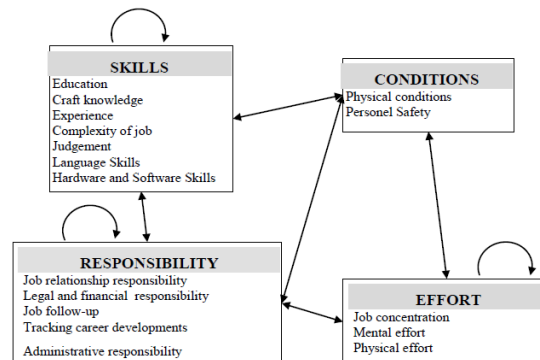 SKILLS
Education
Craft knowledge
Experience
Complexity of job
Judgement
Language Skills
Hardware and Software Skills
CONDITIONS
Physical conditions
Personel Safety
RESPONSIBILITY
Job relationship responsibility
Legal and financial responsibility
Job follow-up
Tracking career developments
Administrative responsibility
EFFORT
Job concentration
Mental effort
Physical effort